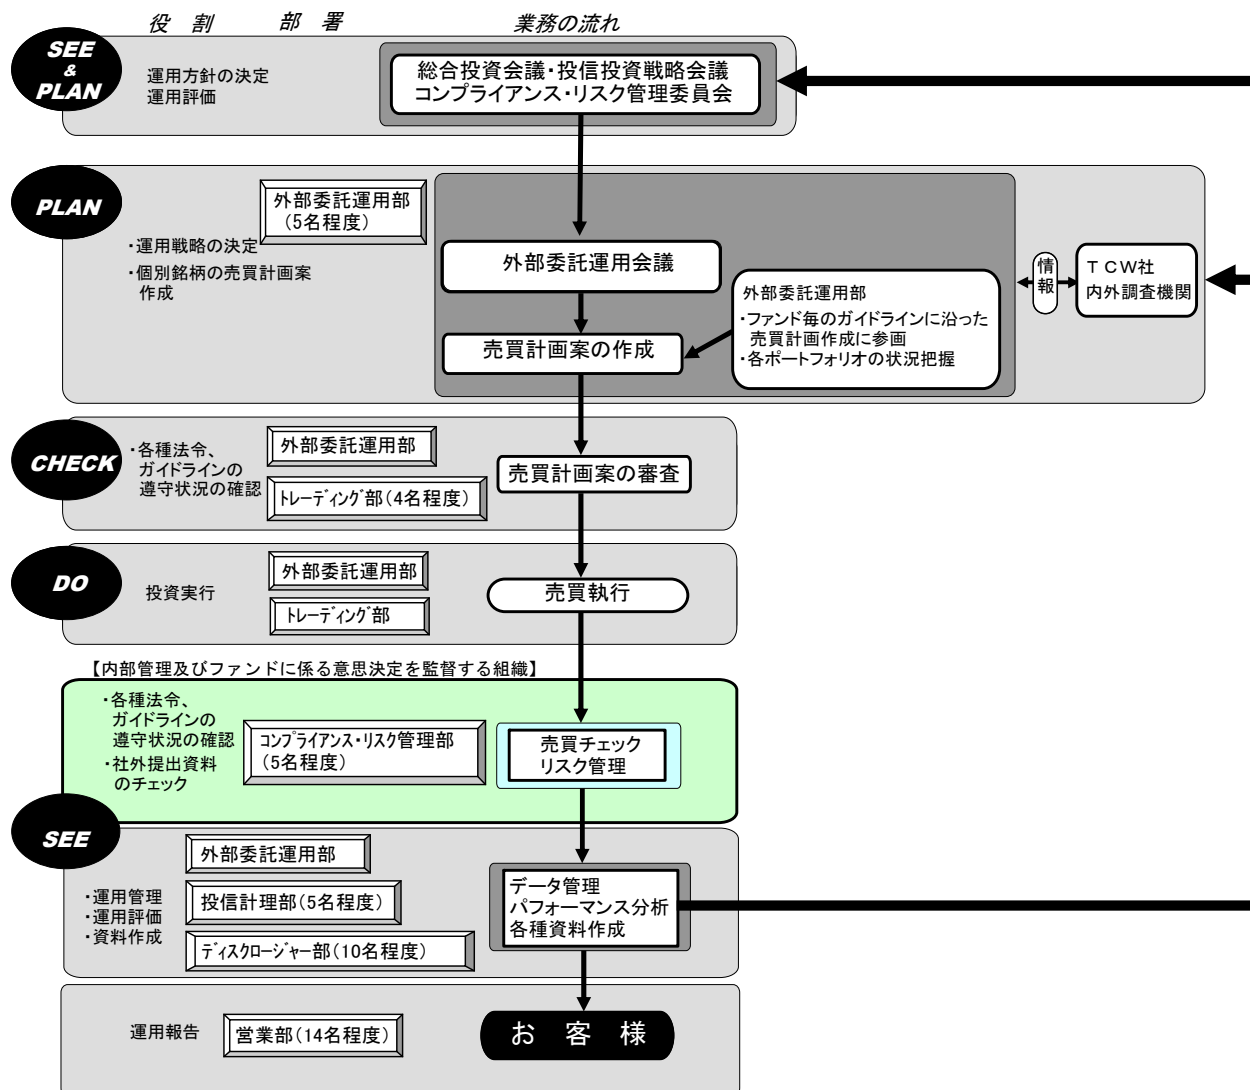 役 割 部 署 業務の流れ
SEE
&
PLAN
運用方針の決定
運用評価
総合投資会議・投信投資戦略会議
コンプライアンス・リスク管理委員会
PLAN
外部委託運用部
(5名程度)
・運用戦略の決定
・個別銘柄の売買計画案
作成
外部委託運用会議
売買計画案の作成
外部委託運用部
・ファンド毎のガイドラインに沿った
売買計画作成に参画
・各ポートフォリオの状況把握
情報
TCW社
内外調査機関
CHECK
・各種法令、
ガイドラインの
遵守状況の確認
外部委託運用部
トレーディング部(4名程度)
売買計画案の審査
DO
投資実行
外部委託運用部
トレーディング部
売買執行
【内部管理及びファンドに係る意思決定を監督する組織】
・各種法令、
ガイドラインの
遵守状況の確認
・社外提出資料
のチェック
コンプライアンス・リスク管理部
(5名程度)
売買チェック
リスク管理
SEE
・運用管理
・運用評価
・資料作成
外部委託運用部
投信計理部(5名程度)
ディスクロージャー部(10名程度)
データ管理
パフォーマンス分析
各種資料作成
運用報告
営業部(14名程度)
お 客 様